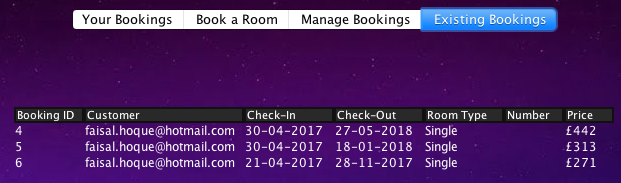 Your Bookings Book a Room Manage Bookings Existing Bookings
Booking ID Customer Check-In Check-Out Room Type Number Price
4 faisal.hoque@hotmail.com 30-04-2017 27-05-2018 Single £442
5 faisal.hoque@hotmail.com 30-04-2017 18-01-2018 Single £313
6 faisal.hoque@hotmail.com 21-04-2017 28-11-2017 Single £271